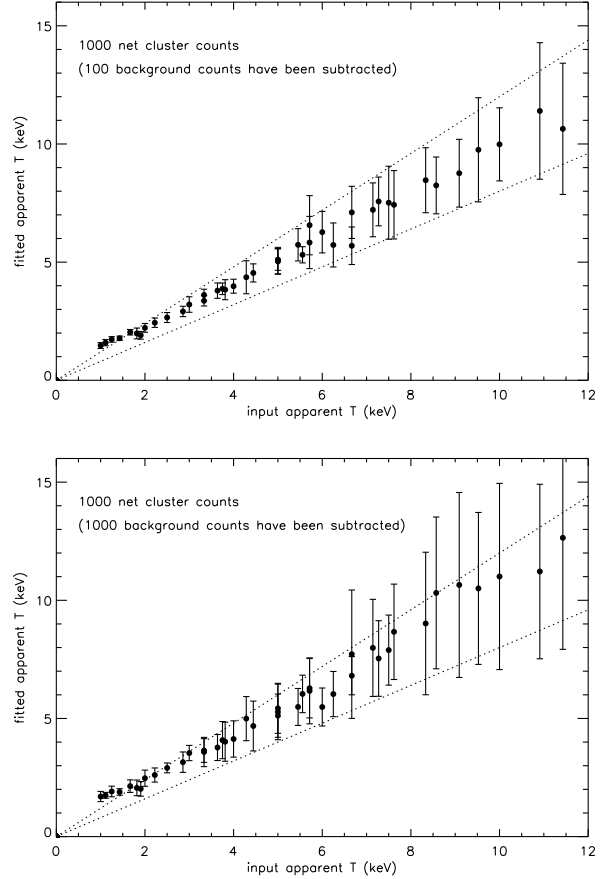 15
1000 net cluster counts
(100 background counts have been subtracted)
10
5
0
fitted apparent T (keV)
0 2 4 6 8 10 12
input apparent T (keV)
15
1000 net cluster counts
(1000 background counts have been subtracted)
10
5
0
fitted apparent T (keV)
0 2 4 6 8 10 12
input apparent T (keV)